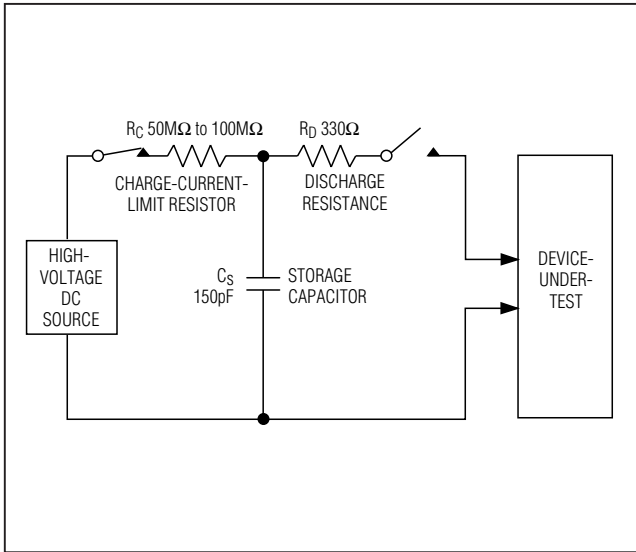 R_C 50MΩ to 100MΩ
CHARGE-CURRENT-
LIMIT RESISTOR
R_D 330Ω
DISCHARGE
RESISTANCE
HIGH-
VOLTAGE
DC
SOURCE
C_S
150pF
STORAGE
CAPACITOR
DEVICE-
UNDER-
TEST